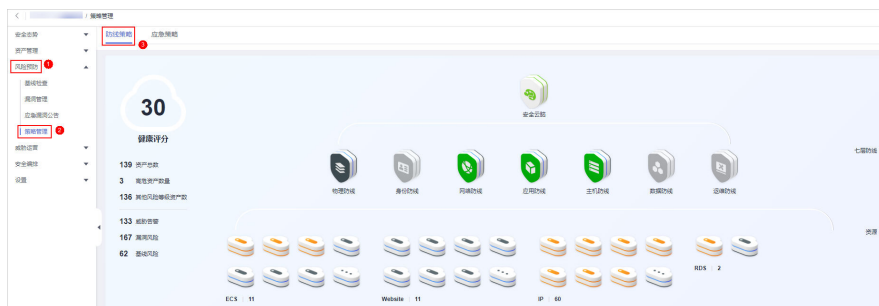 / 策略管理
安全态势
资产管理
风险预防 1
基线检查
漏洞管理
应急漏洞公告
策略管理 2
威胁运营
安全编排
设置
防线策略 应急策略
3
30
健康评分
139 资产总数
3 高危资产数量
136 其他风险等级资产数
133 威胁告警
167 漏洞风险
62 基线风险
安全云脑
七层防线
物理防线 身份防线 网络防线 应用防线 主机防线 数据防线 运维防线
资源
RDS | 2
ECS | 11 Website | 11 IP | 60